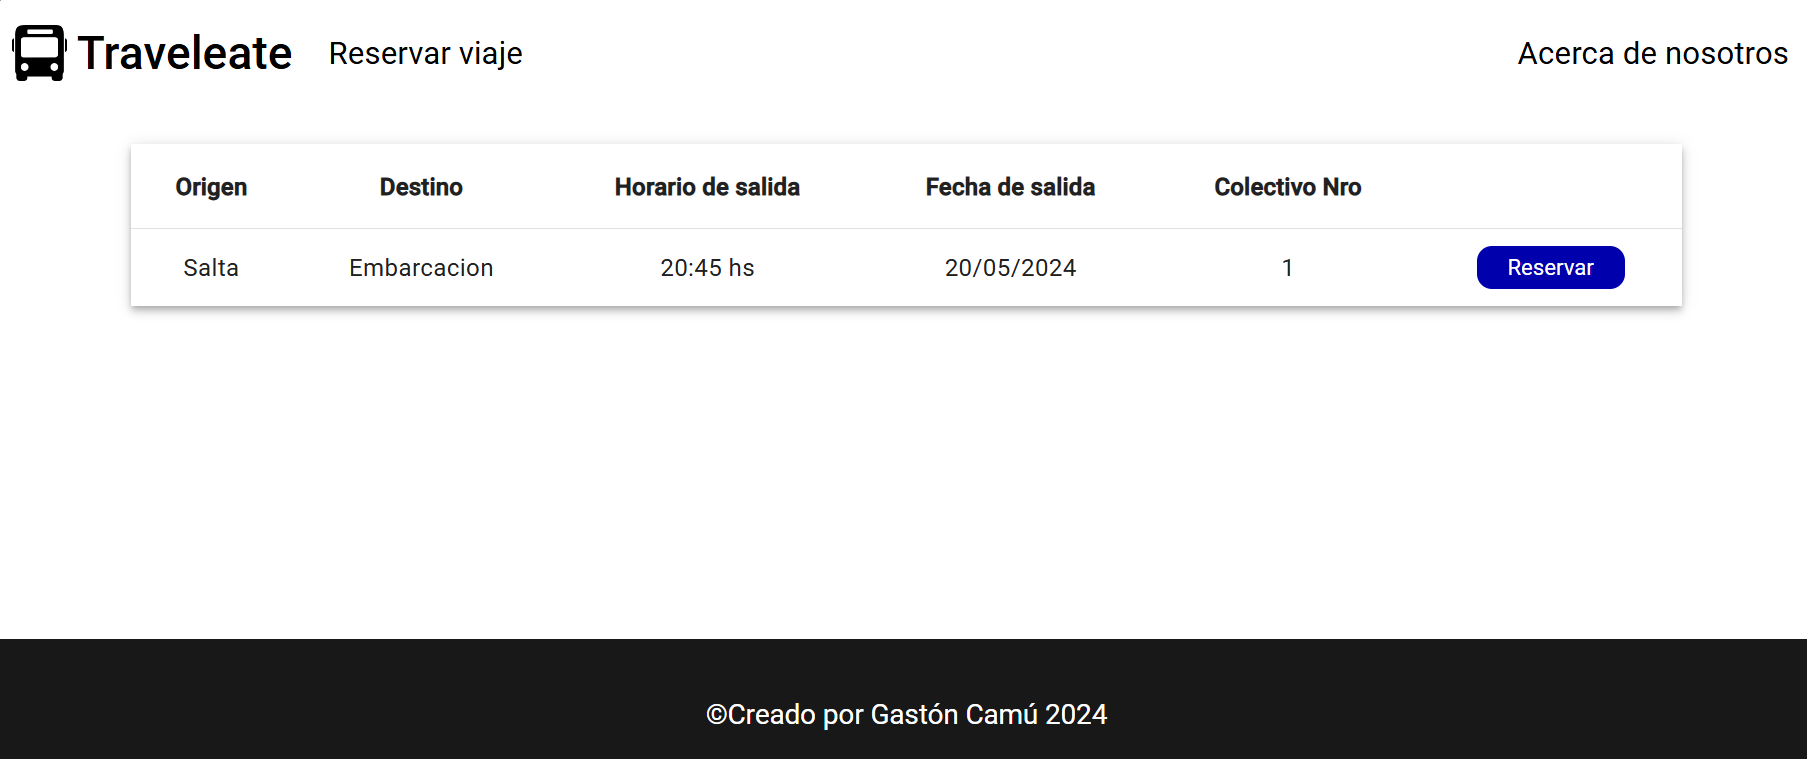 Traveleate Reservar viaje Acerca de nosotros
Origen Destino Horario de salida Fecha de salida Colectivo Nro
Salta Embarcacion 20:45 hs 20/05/2024 1 Reservar
©Creado por Gastón Camú 2024